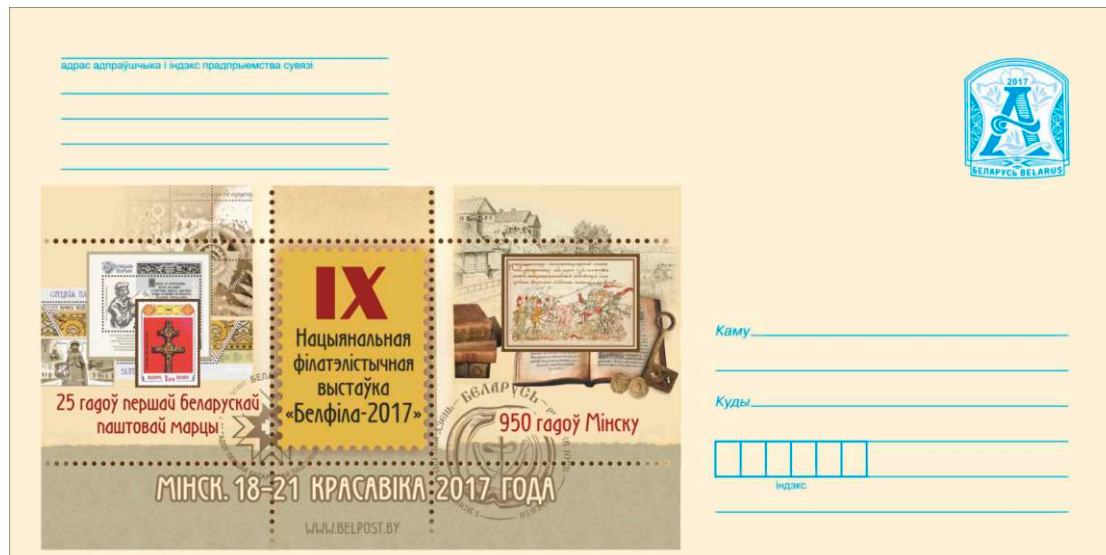 адрас адпраўшчыка і індэкс прадпрыемства сувязі
2017
А
БЕЛАРУСЬ BELARUS
IX
Нацыянальная
філатэлістычная
выстаўка
«Белфіла-2017»
25 гадоў першай беларускай
паштовай марцы
БЕЛАРУСЬ
950 гадоў Мінску
МІНСК. 18–21 КРАСАВІКА 2017 ГОДА
WWW.BELPOST.BY
Каму
Куды
індэкс